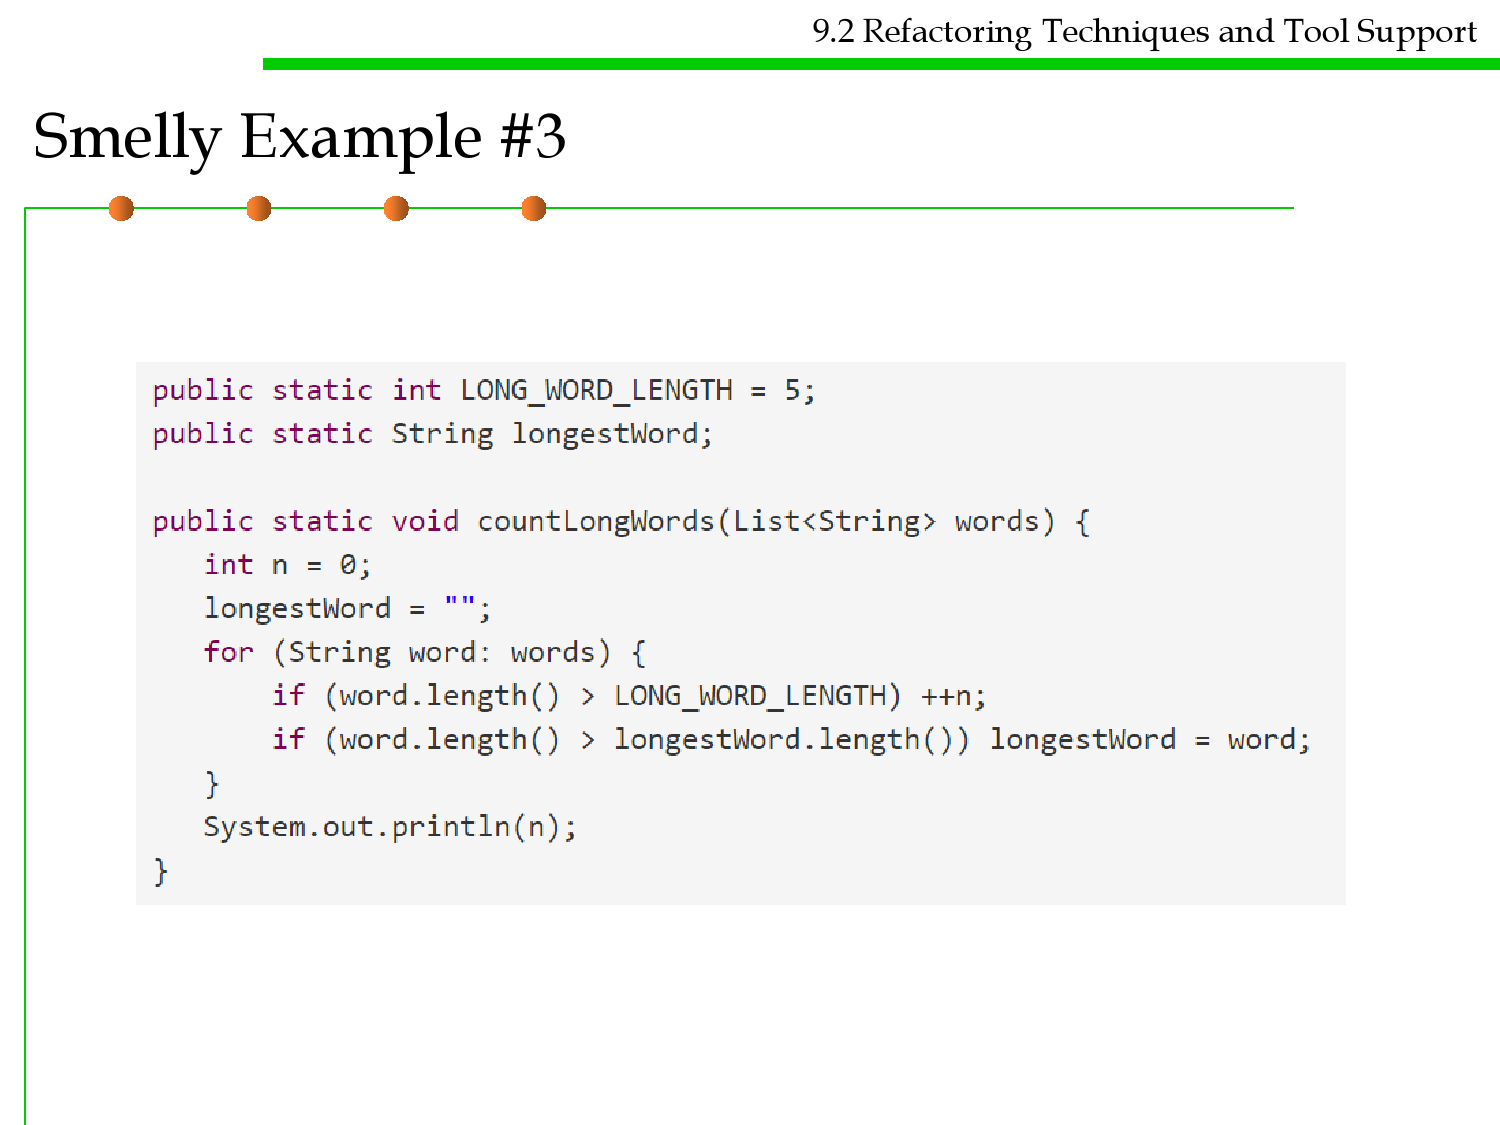 9.2 Refactoring Techniques and Tool Support
Smelly Example #3
public static int LONG_WORD_LENGTH = 5;
public static String longestWord;
public static void countLongWords(List<String> words) {
int n = 0;
longestWord = "";
for (String word: words) {
if (word.length() > LONG_WORD_LENGTH) ++n;
if (word.length() > longestWord.length()) longestWord = word;
}
System.out.println(n);
}